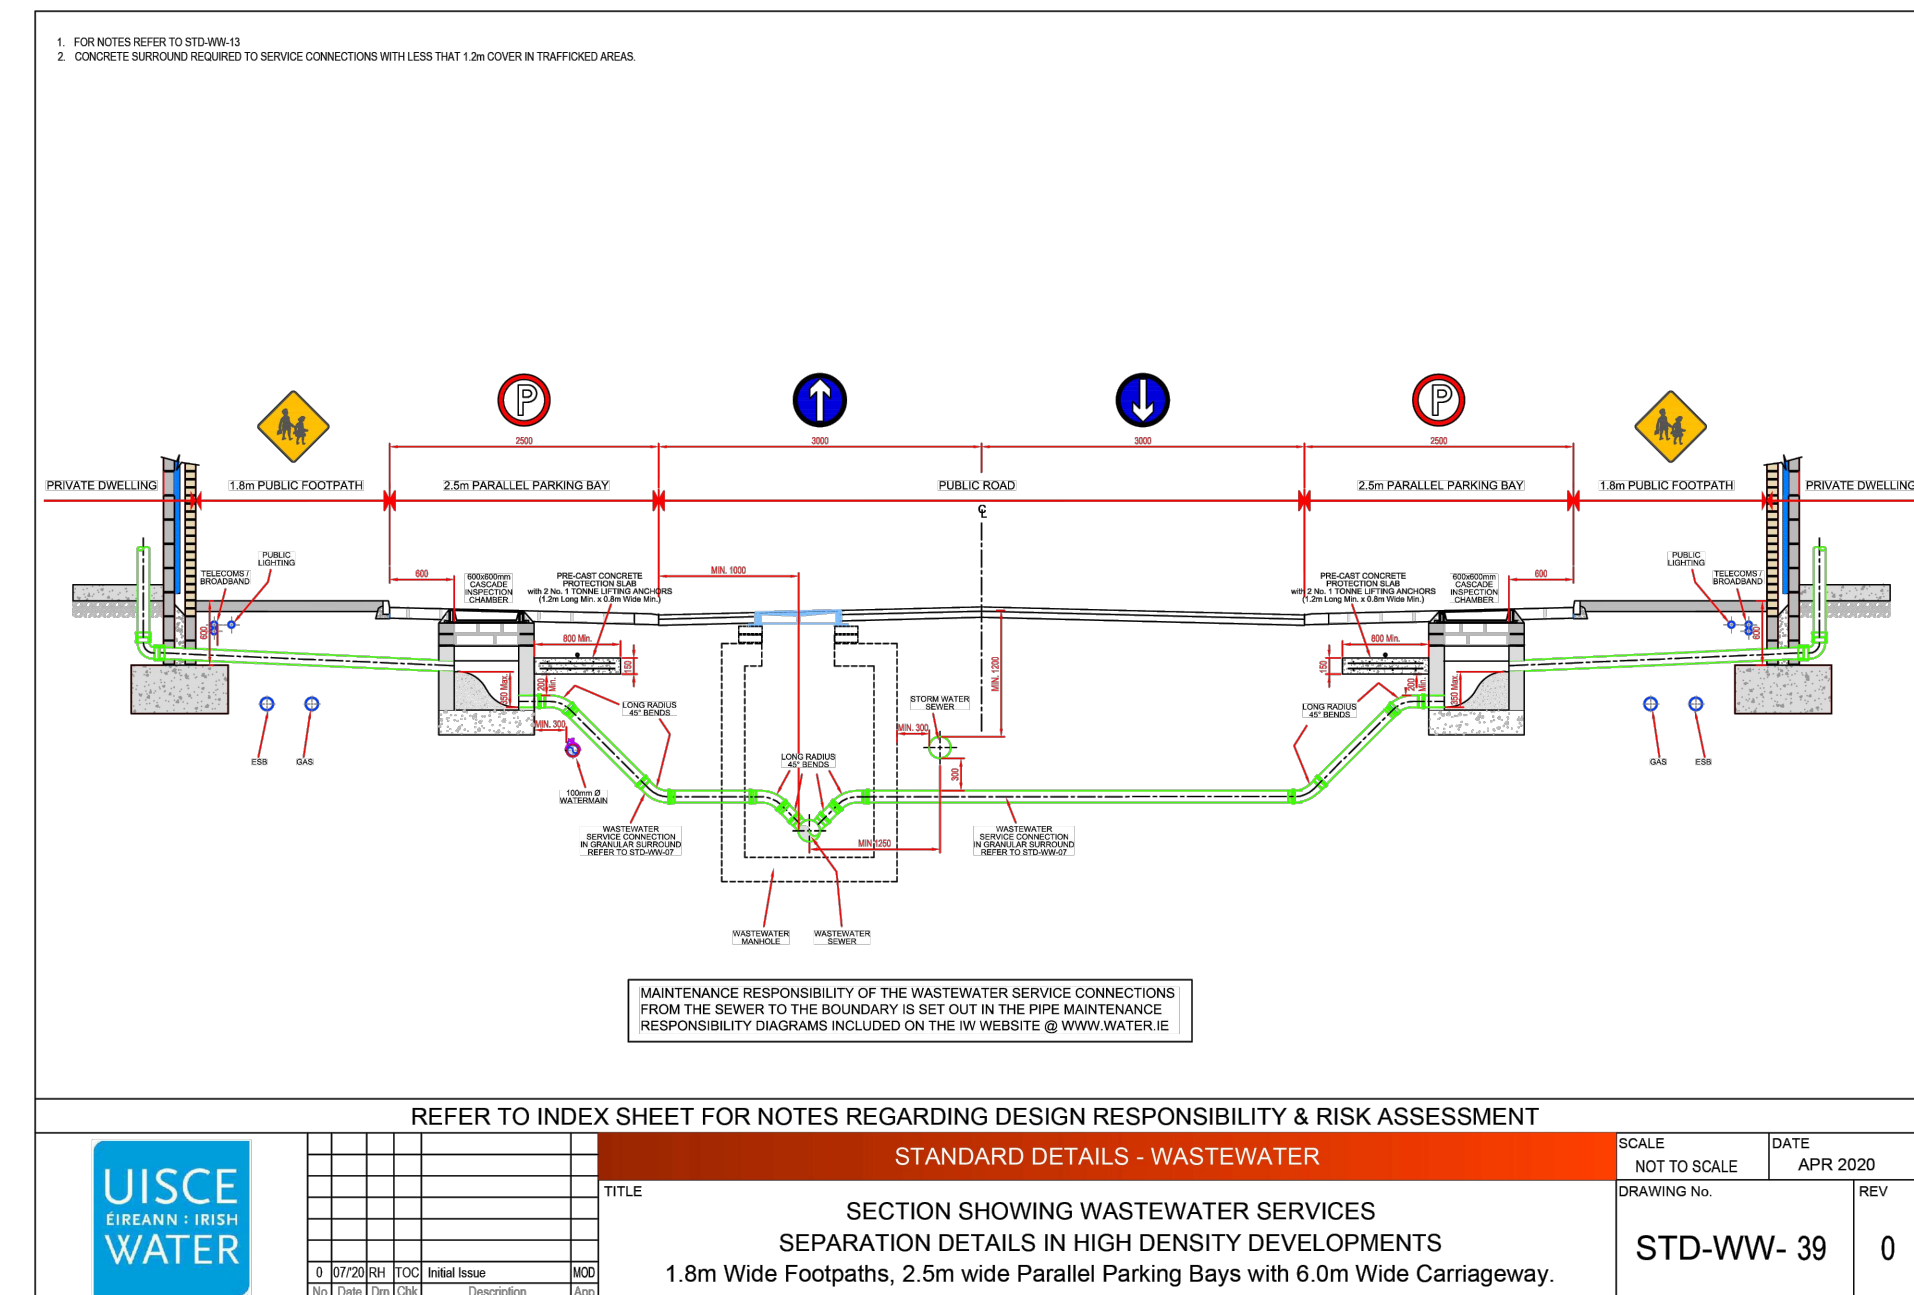 1. FOR NOTES REFER TO STD-WW-13
2. CONCRETE SURROUND REQUIRED TO SERVICE CONNECTIONS WITH LESS THAT 1.2m COVER IN TRAFFICKED AREAS.
P
P
2500
3000
3000
2500
PRIVATE DWELLING
1.8m PUBLIC FOOTPATH
2.5m PARALLEL PARKING BAY
PUBLIC ROAD
2.5m PARALLEL PARKING BAY
1.8m PUBLIC FOOTPATH
PRIVATE DWELLING
℄
PUBLIC
LIGHTING
TELECOMS /
BROADBAND
600
600x600mm
CASCADE
INSPECTION
CHAMBER
PRE-CAST CONCRETE
PROTECTION SLAB
with 2 No. 1 TONNE LIFTING ANCHORS
(1.2m Long Min. x 0.8m Wide Min.)
MIN. 1000
PRE-CAST CONCRETE
PROTECTION SLAB
with 2 No. 1 TONNE LIFTING ANCHORS
(1.2m Long Min. x 0.8m Wide Min.)
600x600mm
CASCADE
INSPECTION
CHAMBER
600
PUBLIC
LIGHTING
TELECOMS /
BROADBAND
600
800 Min.
150
200
Min.
350 Max.
MIN. 1200
800 Min.
150
200
Min.
350 Max.
600
LONG RADIUS
45° BENDS
STORM WATER
SEWER
LONG RADIUS
45° BENDS
MIN. 300
MIN. 300
ESB
GAS
LONG RADIUS
45° BENDS
300
GAS
ESB
100mm Ø
WATERMAIN
WASTEWATER
SERVICE CONNECTION
IN GRANULAR SURROUND
REFER TO STD-WW-07
MIN 1250
WASTEWATER
SERVICE CONNECTION
IN GRANULAR SURROUND
REFER TO STD-WW-07
WASTEWATER
MANHOLE
WASTEWATER
SEWER
MAINTENANCE RESPONSIBILITY OF THE WASTEWATER SERVICE CONNECTIONS
FROM THE SEWER TO THE BOUNDARY IS SET OUT IN THE PIPE MAINTENANCE
RESPONSIBILITY DIAGRAMS INCLUDED ON THE IW WEBSITE @ WWW.WATER.IE
REFER TO INDEX SHEET FOR NOTES REGARDING DESIGN RESPONSIBILITY & RISK ASSESSMENT
UISCE
ÉIREANN : IRISH
WATER
0 07/'20 RH TOC Initial Issue MOD
No Date Drn Chk Description App
STANDARD DETAILS - WASTEWATER
TITLE
SECTION SHOWING WASTEWATER SERVICES
SEPARATION DETAILS IN HIGH DENSITY DEVELOPMENTS
1.8m Wide Footpaths, 2.5m wide Parallel Parking Bays with 6.0m Wide Carriageway.
SCALE
NOT TO SCALE
DATE
APR 2020
DRAWING No.
STD-WW- 39
REV
0